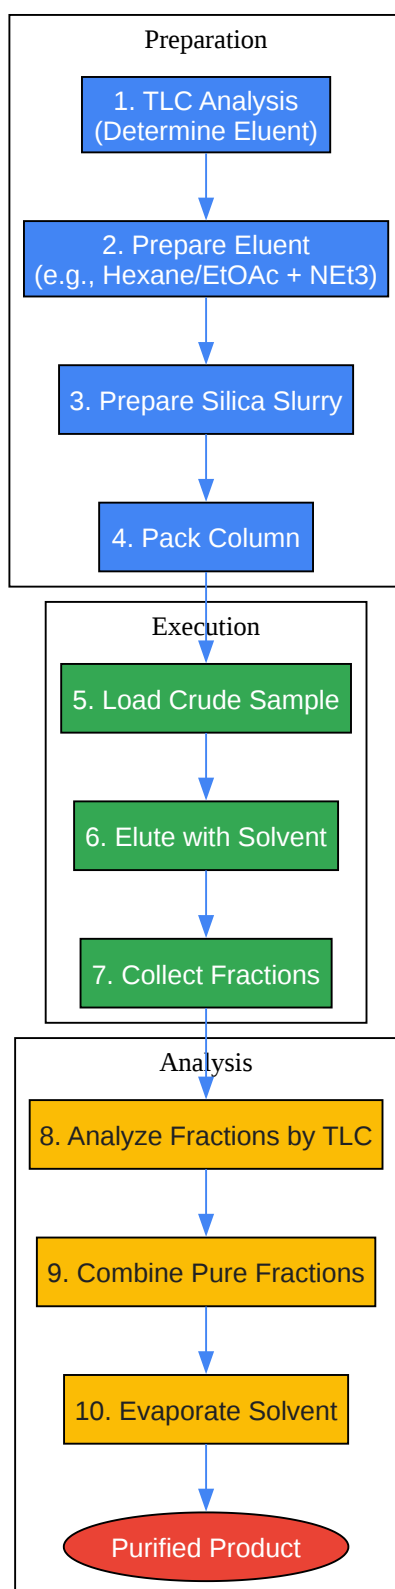 Preparation
1. TLC Analysis
(Determine Eluent)
2. Prepare Eluent
(e.g., Hexane/EtOAc + NEt3)
3. Prepare Silica Slurry
4. Pack Column
Execution
5. Load Crude Sample
6. Elute with Solvent
7. Collect Fractions
Analysis
8. Analyze Fractions by TLC
9. Combine Pure Fractions
10. Evaporate Solvent
Purified Product